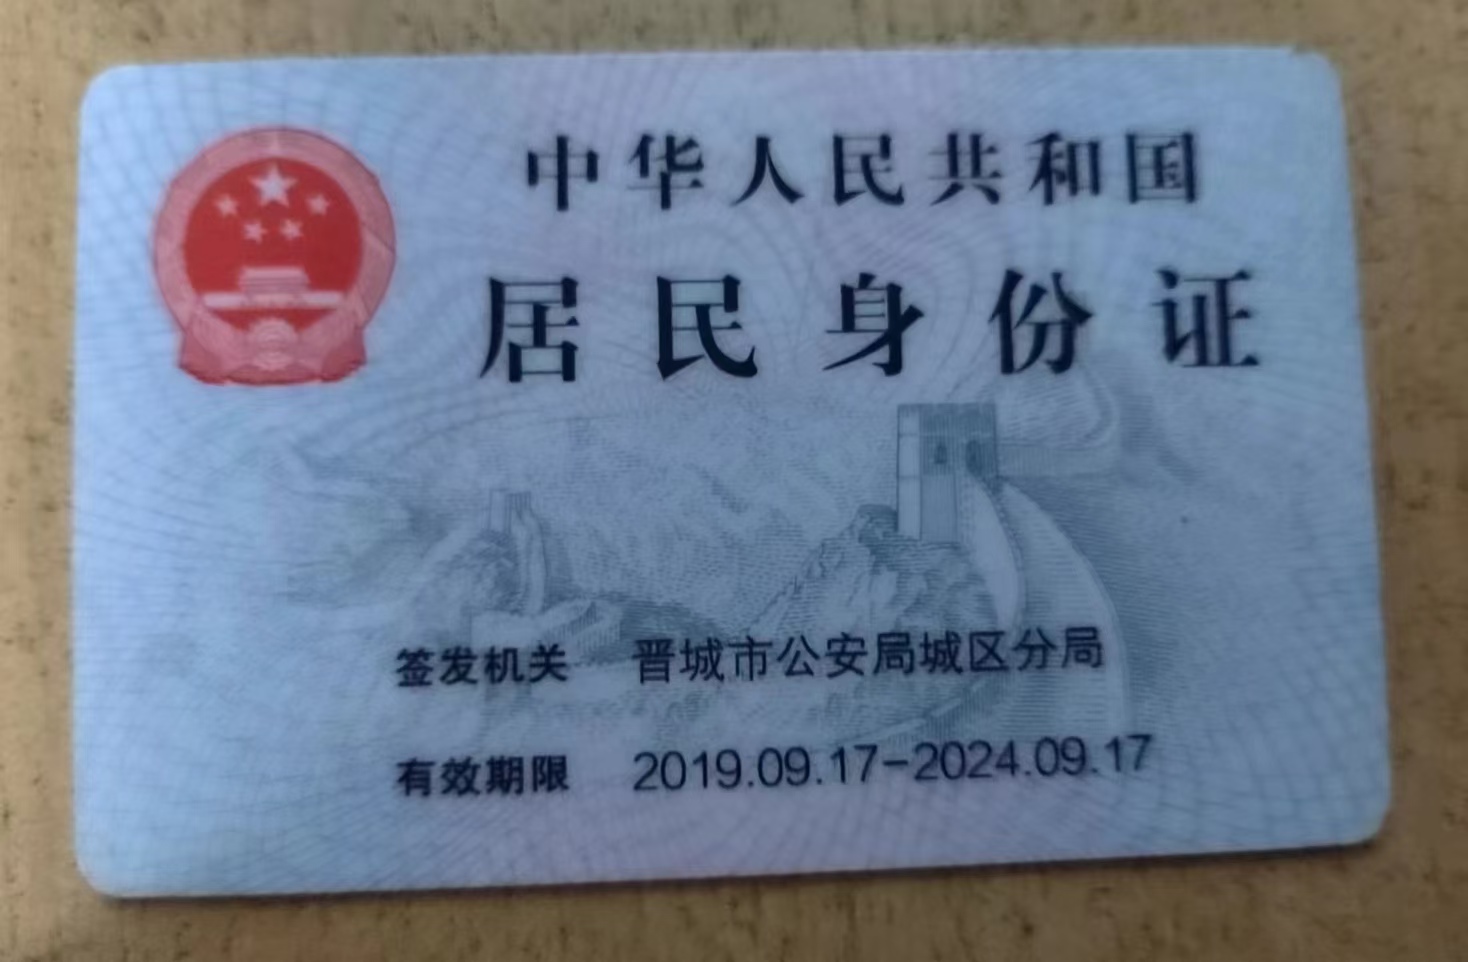 中华人民共和国
居民身份证
签发机关 晋城市公安局城区分局
有效期限 2019.09.17-2024.09.17